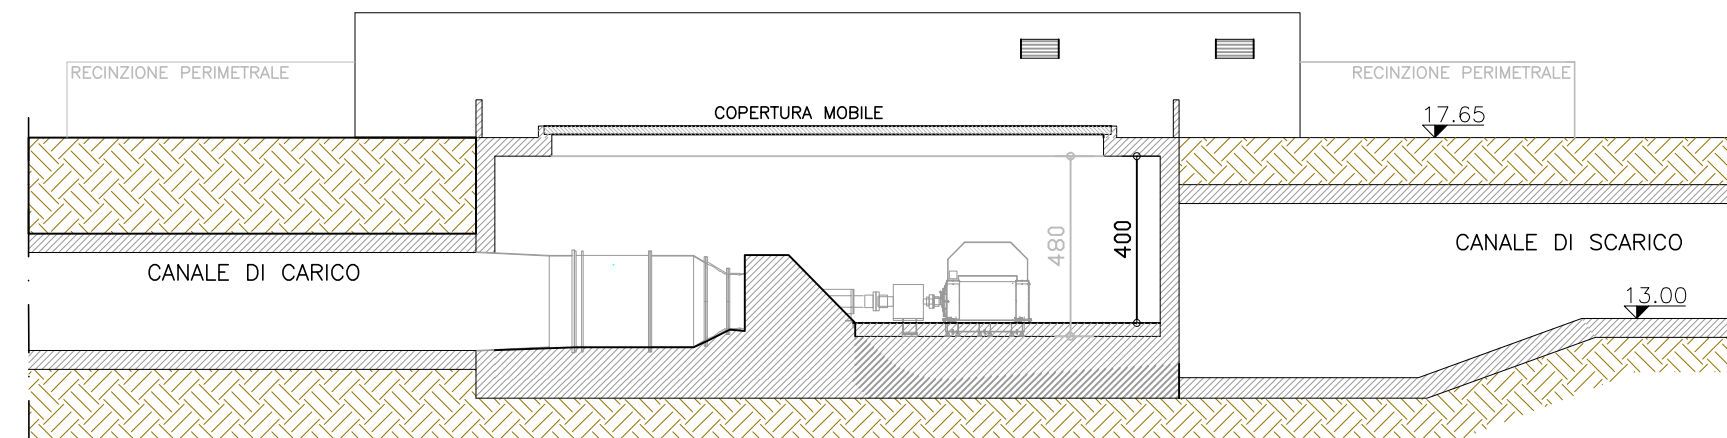 RECINZIONE PERIMETRALE
RECINZIONE PERIMETRALE
COPERTURA MOBILE
17.65
480
400
CANALE DI SCARICO
CANALE DI CARICO
13.00